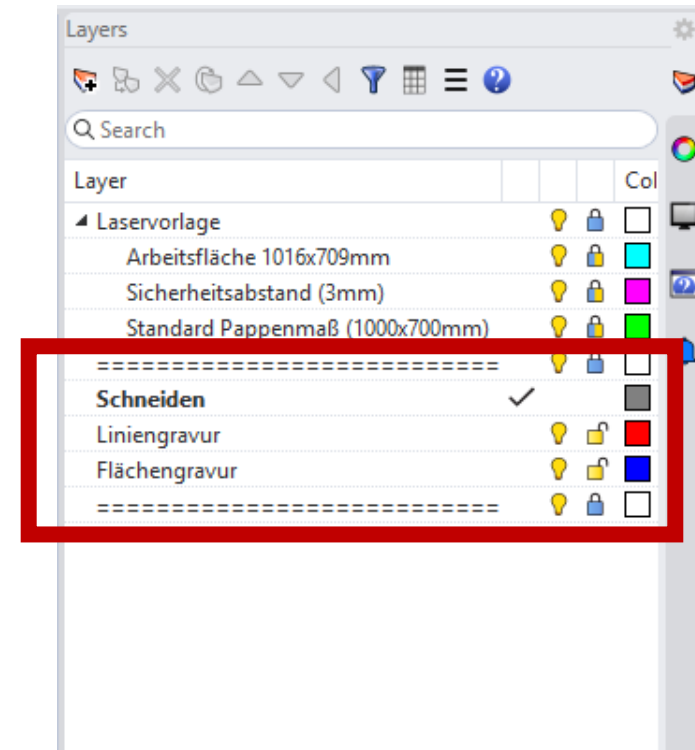 Layers
Search
Layer Col
Laservorlage
Arbeitsfläche 1016x709mm
Sicherheitsabstand (3mm)
Standard Pappenmaß (1000x700mm)
===========================
Schneiden
Liniengravur
Flächengravur
===========================